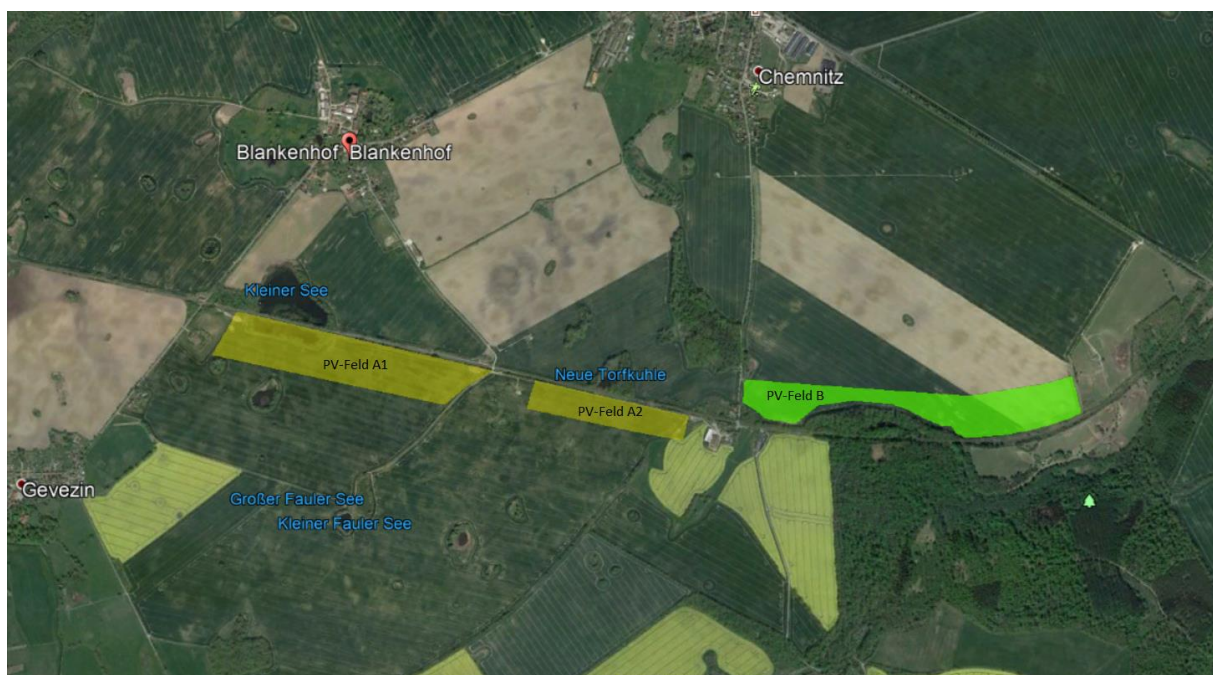 Chemnitz
Blankenhof Blankenhof
Kleiner See
PV-Feld A1
Neue Torfkuhle
PV-Feld A2
PV-Feld B
Gevezin
Großer Fauler See
Kleiner Fauler See